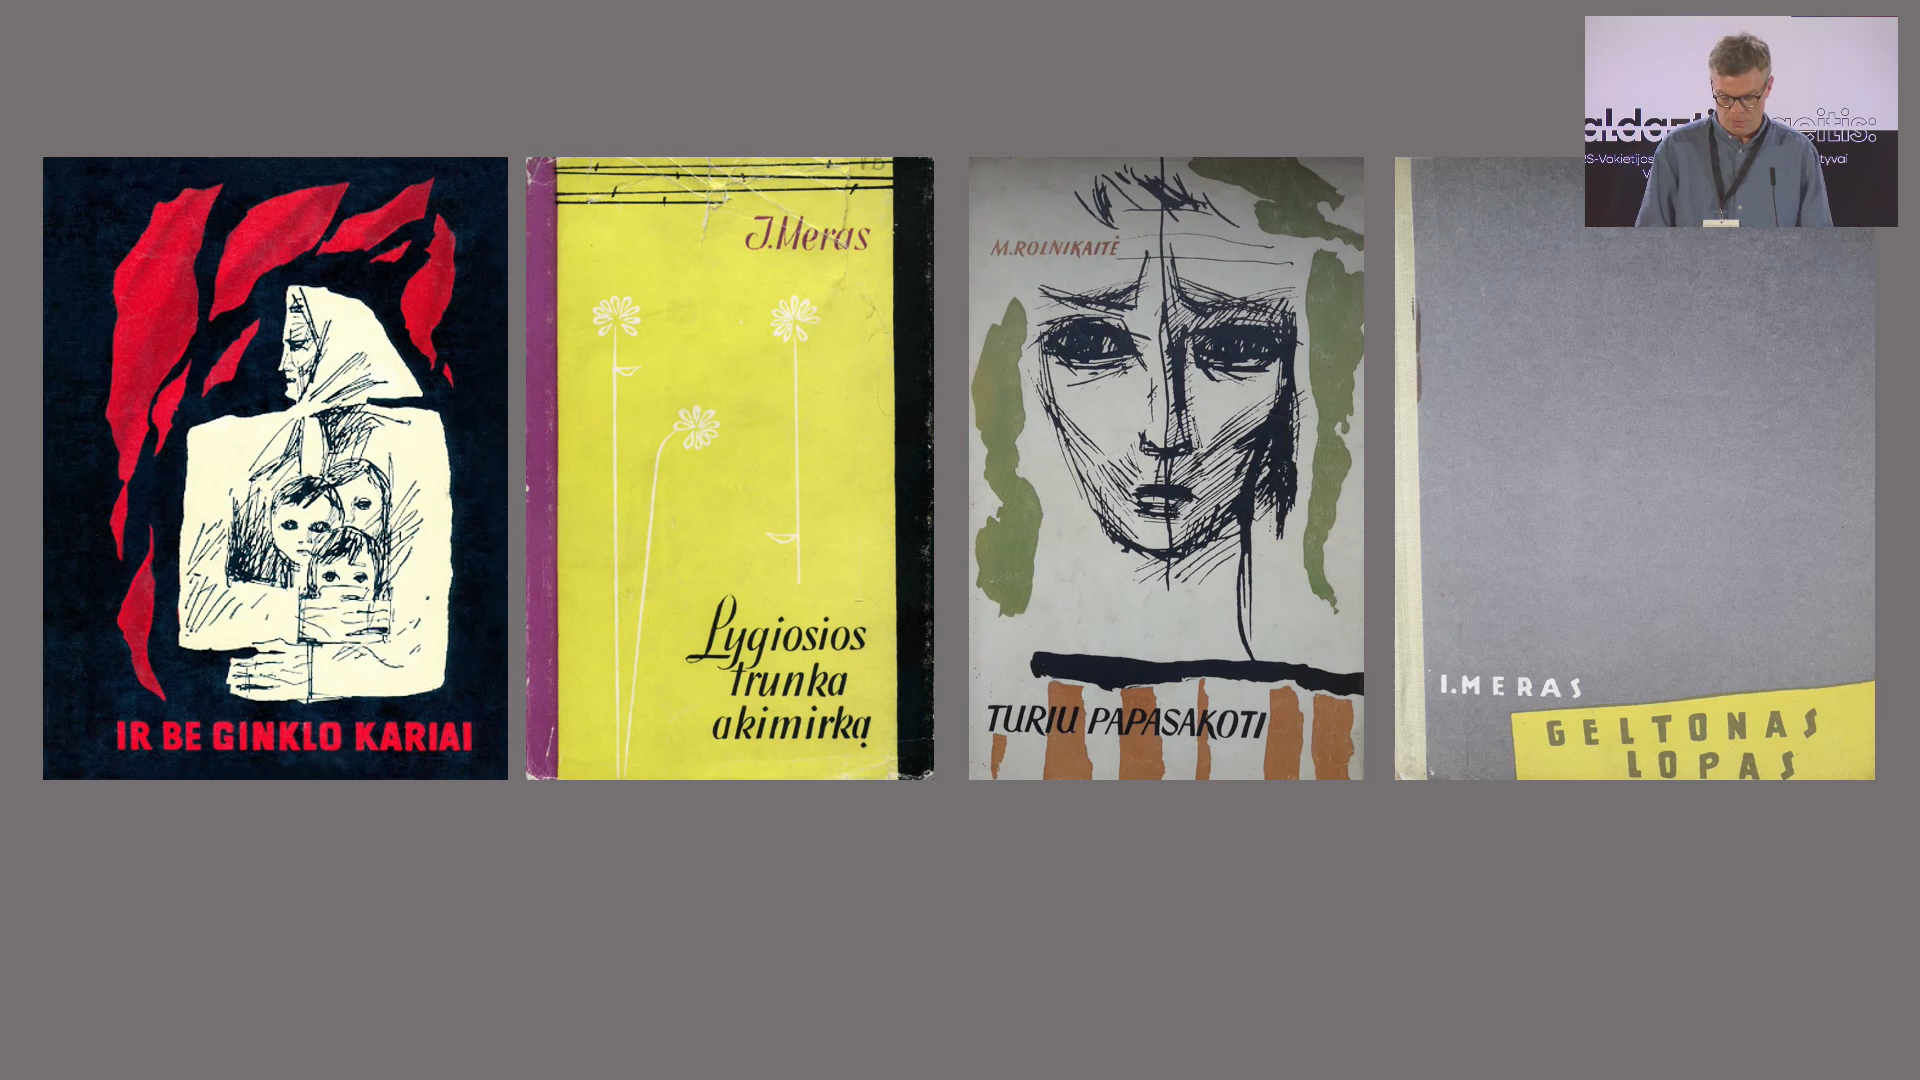 IR BE GINKLO KARIAI
I.Meras
Lygiosios
trunka
akimirką
M.ROLNIKAITĖ
TURIU PAPASAKOTI
I.MERAS
GELTONAS
LOPAS